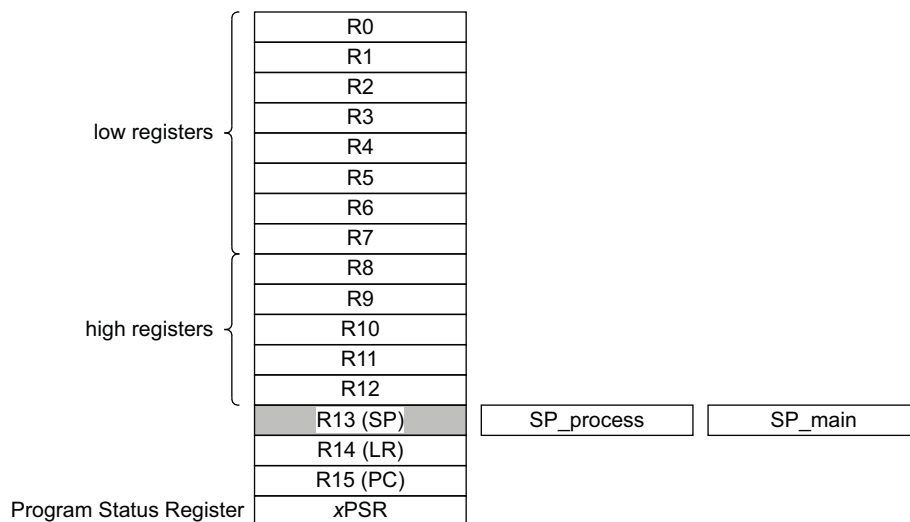 R0
R1
R2
R3
low registers
R4
R5
R6
R7
R8
R9
high registers
R10
R11
R12
R13 (SP) SP_process SP_main
R14 (LR)
R15 (PC)
Program Status Register xPSR